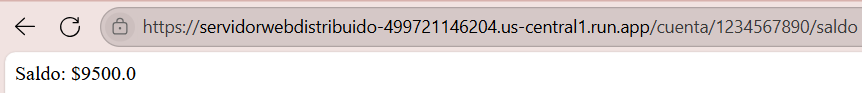 https://servidorwebdistribuido-499721146204.us-central1.run.app/cuenta/1234567890/saldo
Saldo: $9500.0